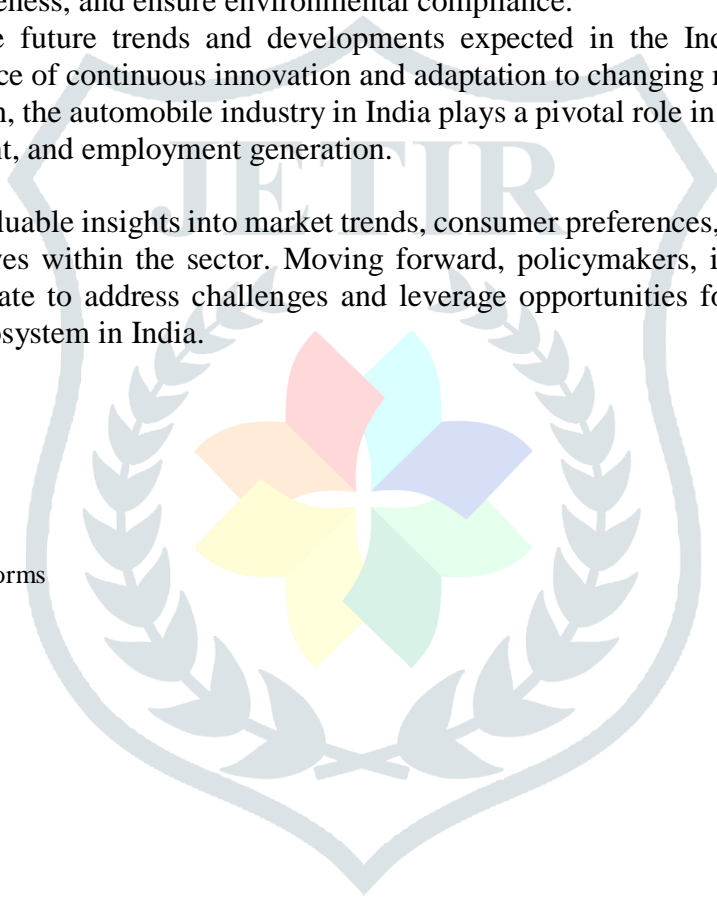 eness, and ensure environmental compliance.
e future trends and developments expected in the Ind
ce of continuous innovation and adaptation to changing
n, the automobile industry in India plays a pivotal role in
nt, and employment generation.
JETIR
luable insights into market trends, consumer preferences,
ves within the sector. Moving forward, policymakers, i
ate to address challenges and leverage opportunities fo
osystem in India.
orms